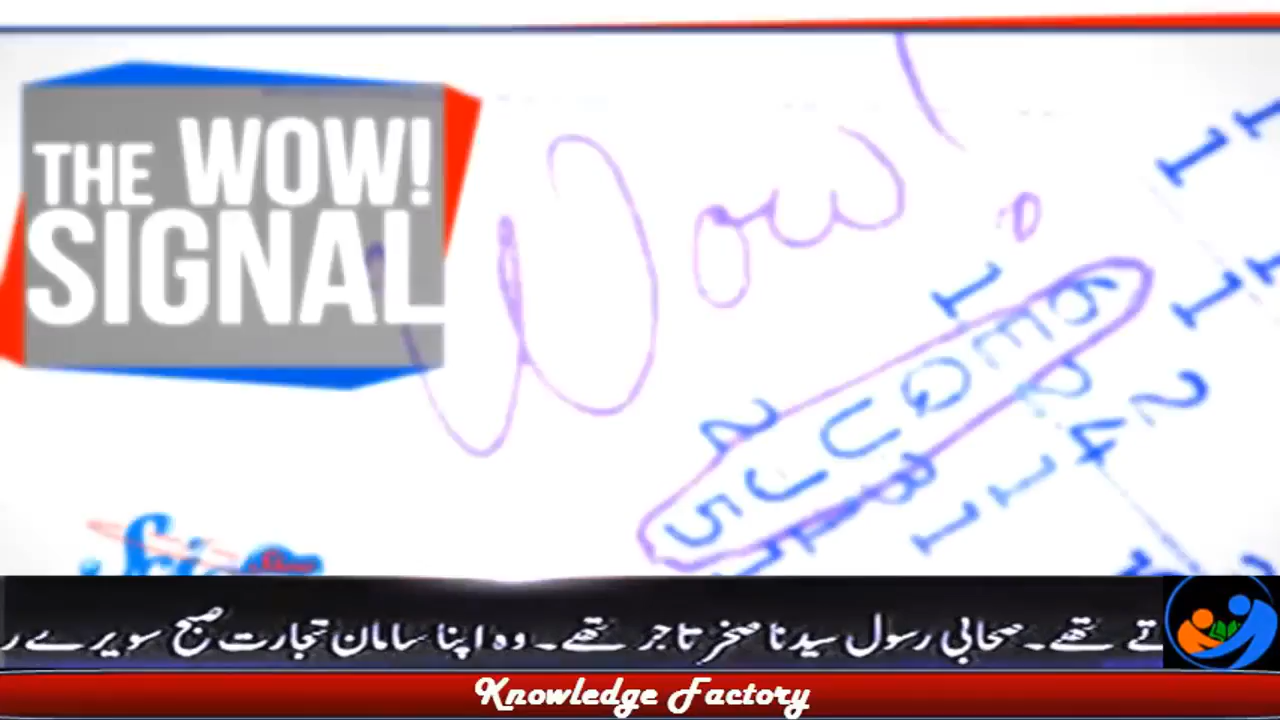 THE WOW!
SIGNAL
Wow!
6EQUJ5
تے تھے۔ صحابی رسول سیدنا صخر تاجر تھے۔ وہ اپنا سامان تجارت صبح سویرے ر
Knowledge Factory